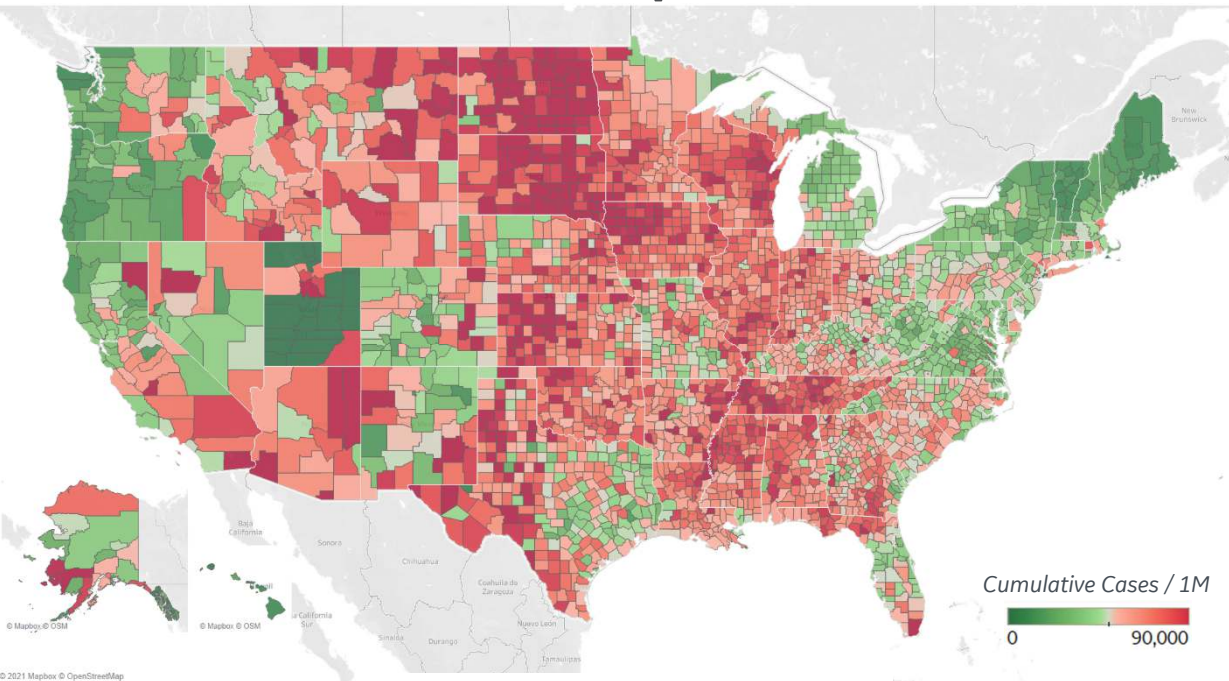 New
Brunswick
Baja
California
Sonora
Chihuahua
Coahuila de
Zaragoza
Nuevo León
Sinaloa
Durango
Tamaulipas
California
Sur
Cumulative Cases / 1M
0
90,000
© Mapbox © OSM
© Mapbox © OSM
© 2021 Mapbox © OpenStreetMap